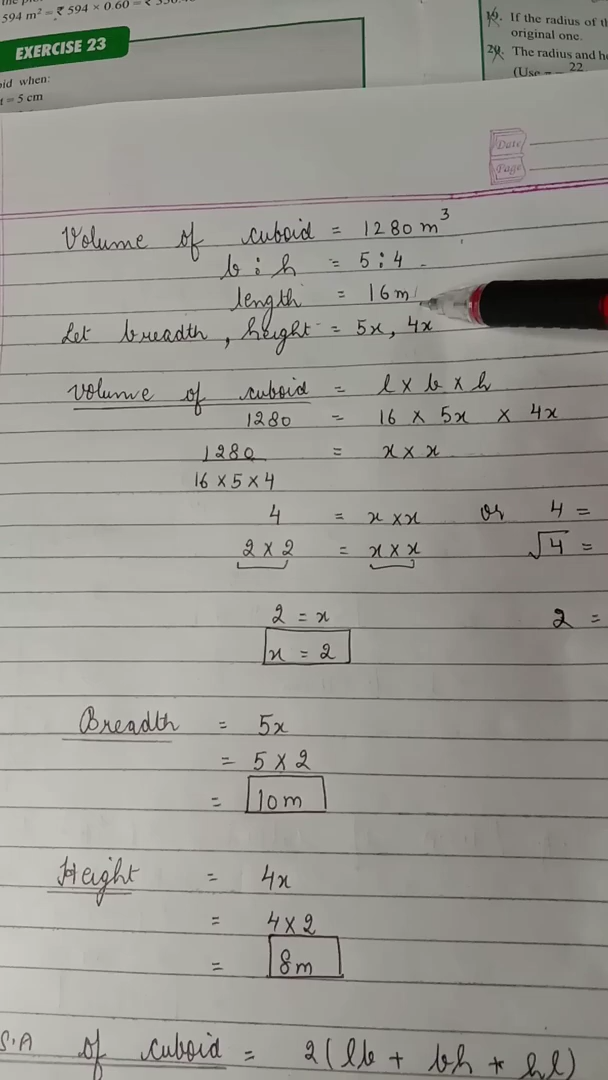 594 m² = ₹ 594 × 0.60 = ₹
EXERCISE 23
when:
t = 5 cm
19. If the radius of
original one.
20. The radius and
(Use = 22
Date
Page
Volume of cuboid = 1280 m³
b : h = 5 : 4
length = 16 m
Let breadth, height = 5x, 4x
Volume of cuboid = l × b × h
1280 = 16 × 5x × 4x
1280 = x × x
16 × 5 × 4
4 = x × x or 4 =
2 × 2 = x × x √4 =
2 = x 2 =
x = 2
Breadth = 5x
= 5 × 2
= 10 m
Height = 4x
= 4 × 2
= 8 m
S.A of cuboid = 2(lb + bh + hl)